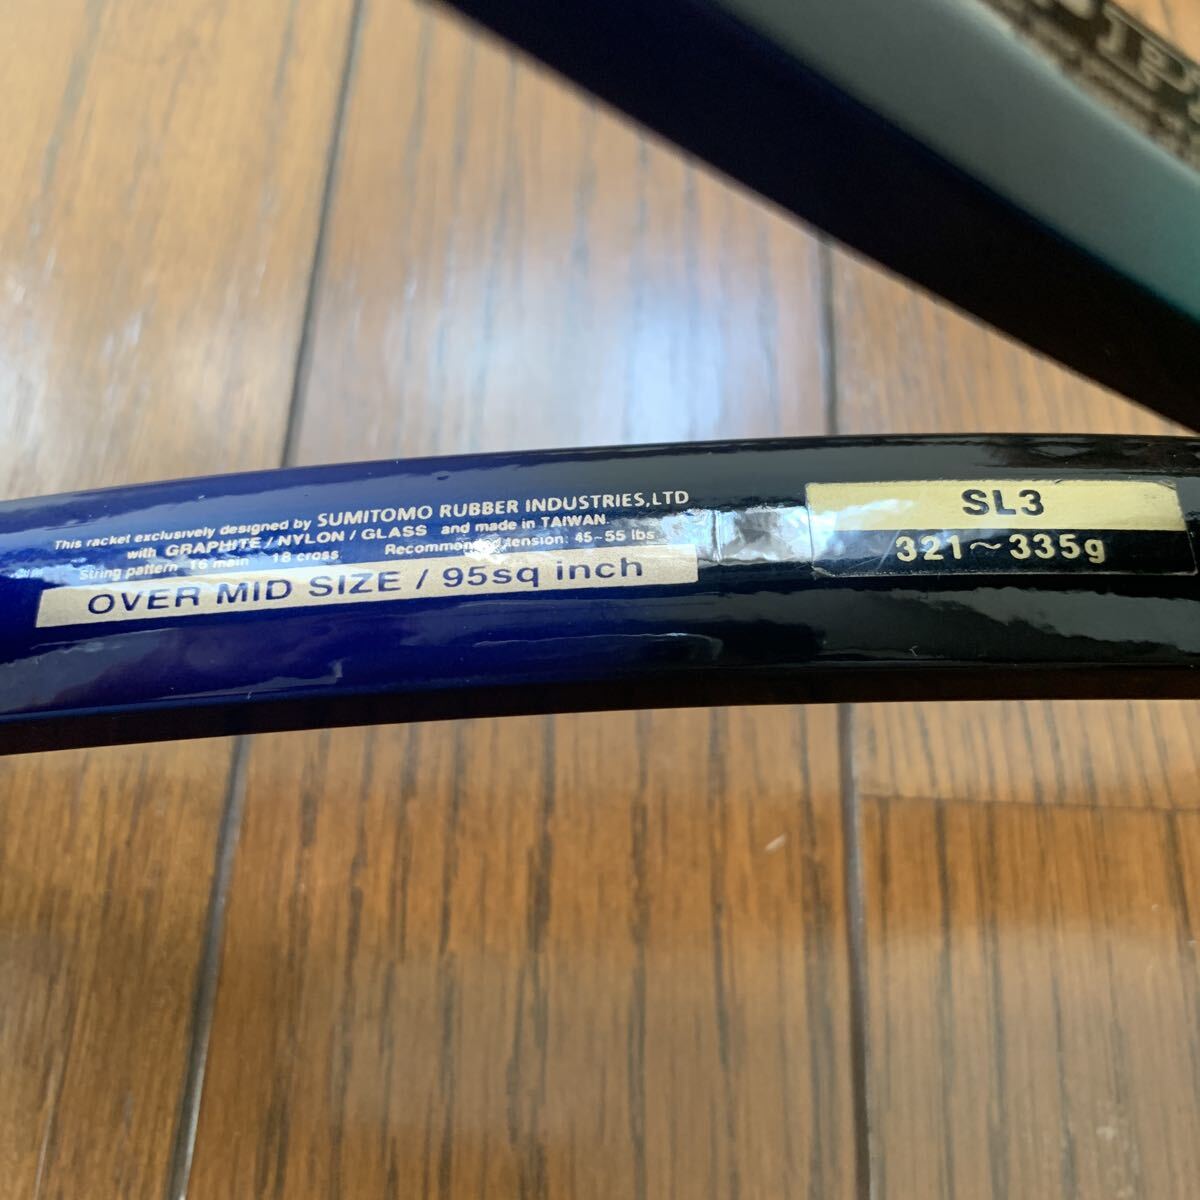 This racket exclusively designed by SUMITOMO RUBBER INDUSTRIES,LTD
with GRAPHITE / NYLON / GLASS and made in TAIWAN.
String pattern 16 main 18 cross Recommended tension: 45~55 lbs
OVER MID SIZE / 95sq inch
SL3
321~335g